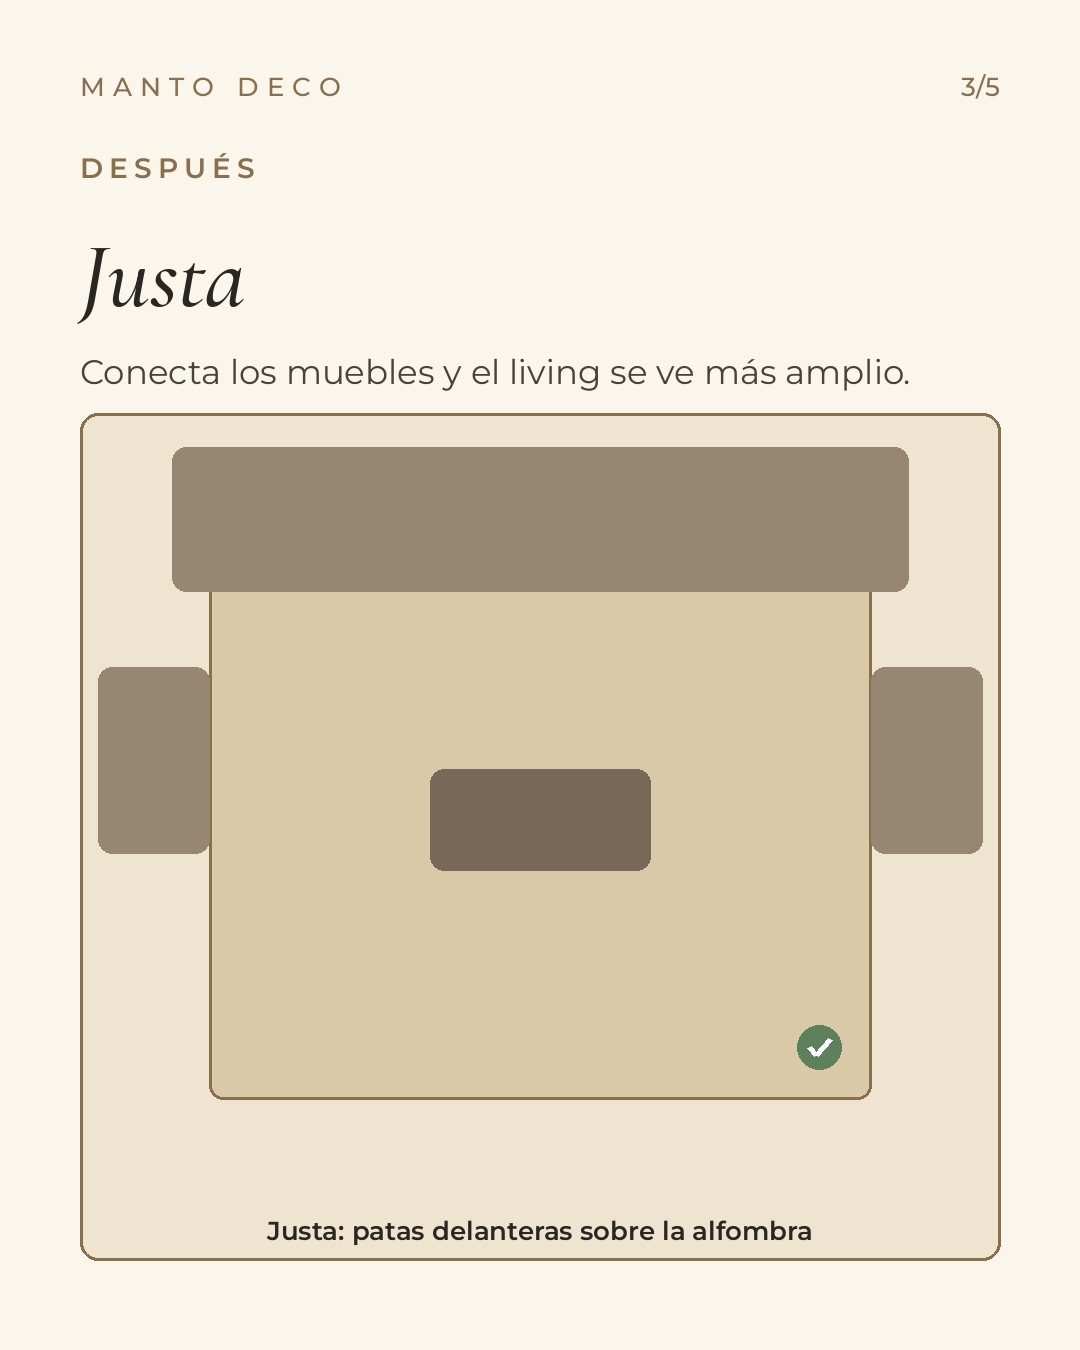 MANTO DECO
3/5
DESPUÉS
Justa
Conecta los muebles y el living se ve más amplio.
Justa: patas delanteras sobre la alfombra